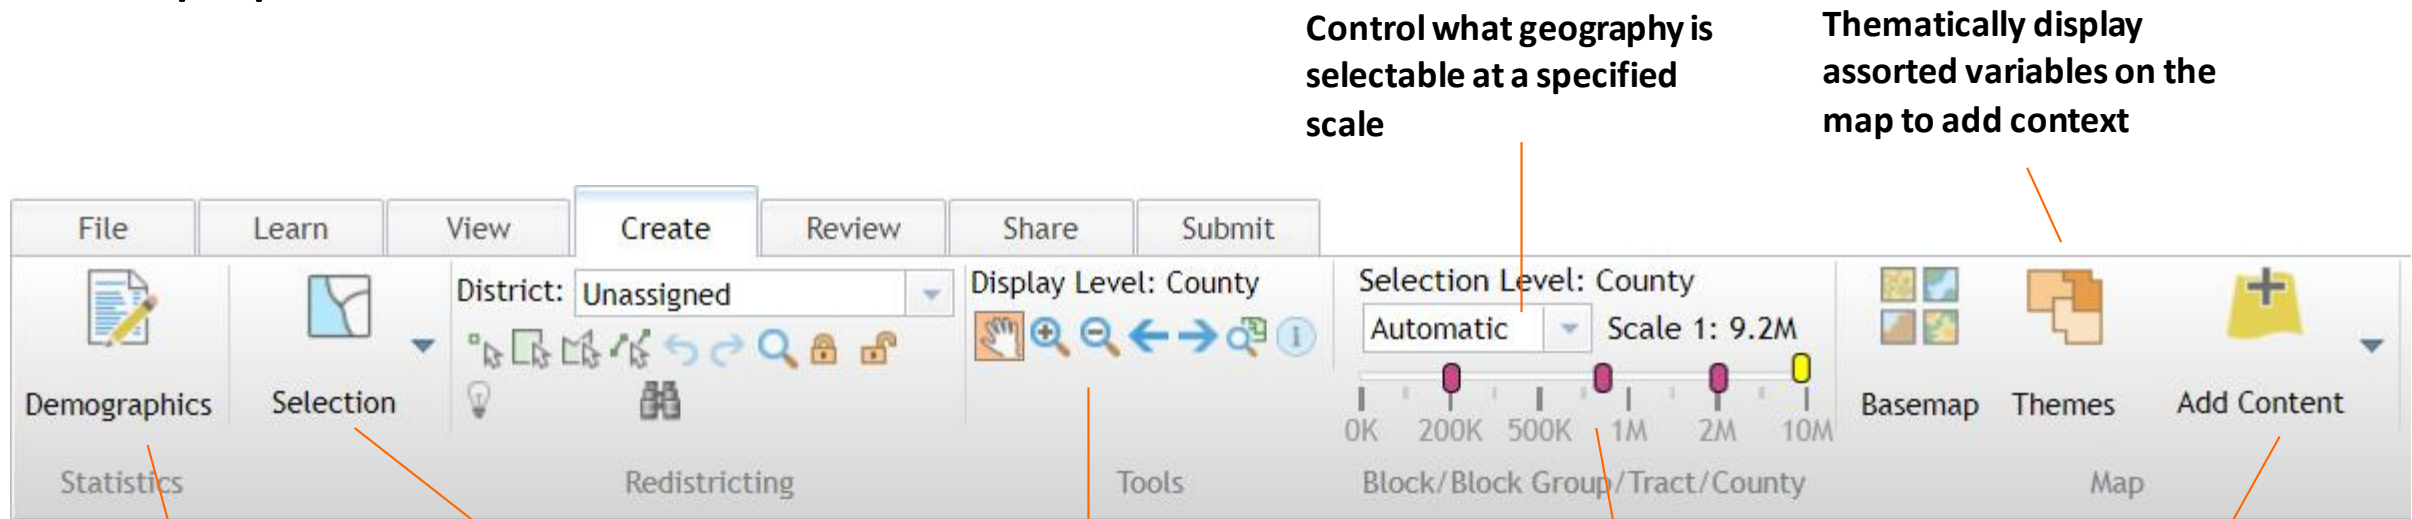 Control what geography is
selectable at a specified
scale
Thematically display
assorted variables on the
map to add context
File
Learn
View
Create
Review
Share
Submit
Demographics
Statistics
Selection
District: Unassigned
Redistricting
Display Level: County
Tools
Selection Level: County
Automatic
Scale 1: 9.2M
0K 200K 500K 1M 2M 10M
Block/Block Group/Tract/County
Basemap
Themes
Add Content
Map